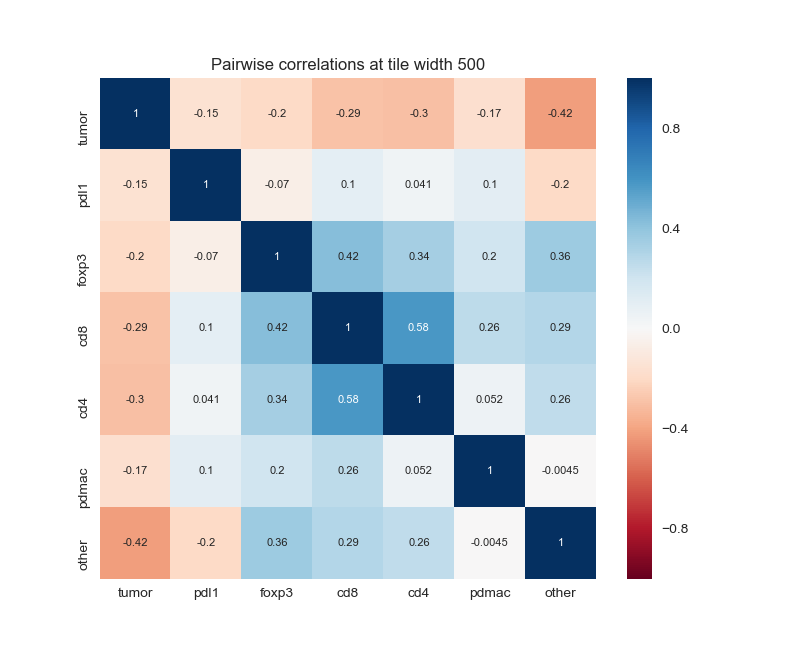 Pairwise correlations at tile width 500
tumor 1 -0.15 -0.2 -0.29 -0.3 -0.17 -0.42
pdl1 -0.15 1 -0.07 0.1 0.041 0.1 -0.2
foxp3 -0.2 -0.07 1 0.42 0.34 0.2 0.36
cd8 -0.29 0.1 0.42 1 0.58 0.26 0.29
cd4 -0.3 0.041 0.34 0.58 1 0.052 0.26
pdmac -0.17 0.1 0.2 0.26 0.052 1 -0.0045
other -0.42 -0.2 0.36 0.29 0.26 -0.0045 1
tumor pdl1 foxp3 cd8 cd4 pdmac other
0.8
0.4
0.0
−0.4
−0.8